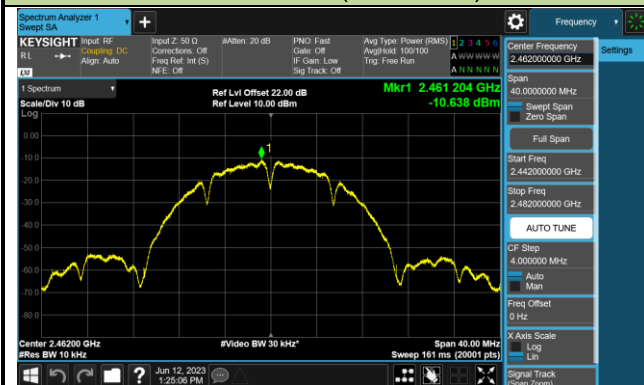 Spectrum Analyzer 1
Swept SA
Frequency
KEYSIGHT Input: RF Input Z: 50 Ω #Atten: 20 dB PNO: Fast Avg Type: Power (RMS) 1 2 3 4 5 6
RL Coupling: DC Corrections: Off Gate: Off Avg|Hold: 100/100 A W W W W W
Align: Auto Freq Ref: Int (S) IF Gain: Low Trig: Free Run
NFE: Off Sig Track: Off A N N N N N
LXI
1 Spectrum
Scale/Div 10 dB
Log
Ref Lvl Offset 22.00 dB
Ref Level 10.00 dBm
Mkr1 2.461 204 GHz
-10.638 dBm
1
0.00
-10.0
-20.0
-30.0
-40.0
-50.0
-60.0
-70.0
-80.0
Center 2.46200 GHz #Video BW 30 kHz* Span 40.00 MHz
#Res BW 10 kHz Sweep 161 ms (20001 pts)
Jun 12, 2023
1:25:06 PM
Center Frequency
2.462000000 GHz
Settings
Span
40.0000000 MHz
Swept Span
Zero Span
Full Span
Start Freq
2.442000000 GHz
Stop Freq
2.482000000 GHz
AUTO TUNE
CF Step
4.000000 MHz
Auto
Man
Freq Offset
0 Hz
X Axis Scale
Log
Lin
Signal Track
(Span Zoom)